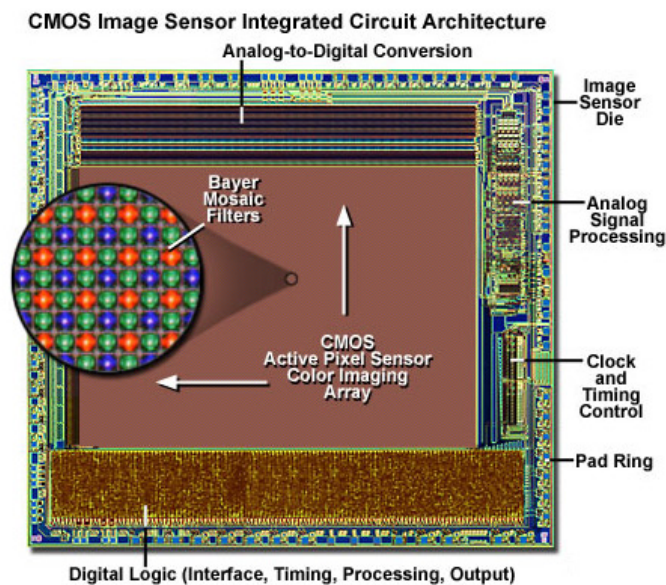 CMOS Image Sensor Integrated Circuit Architecture
Analog-to-Digital Conversion
Image
Sensor
Die
Bayer
Mosaic
Filters
Analog
Signal
Processing
CMOS
Active Pixel Sensor
Color Imaging
Array
Clock
and
Timing
Control
Pad Ring
Digital Logic (Interface, Timing, Processing, Output)